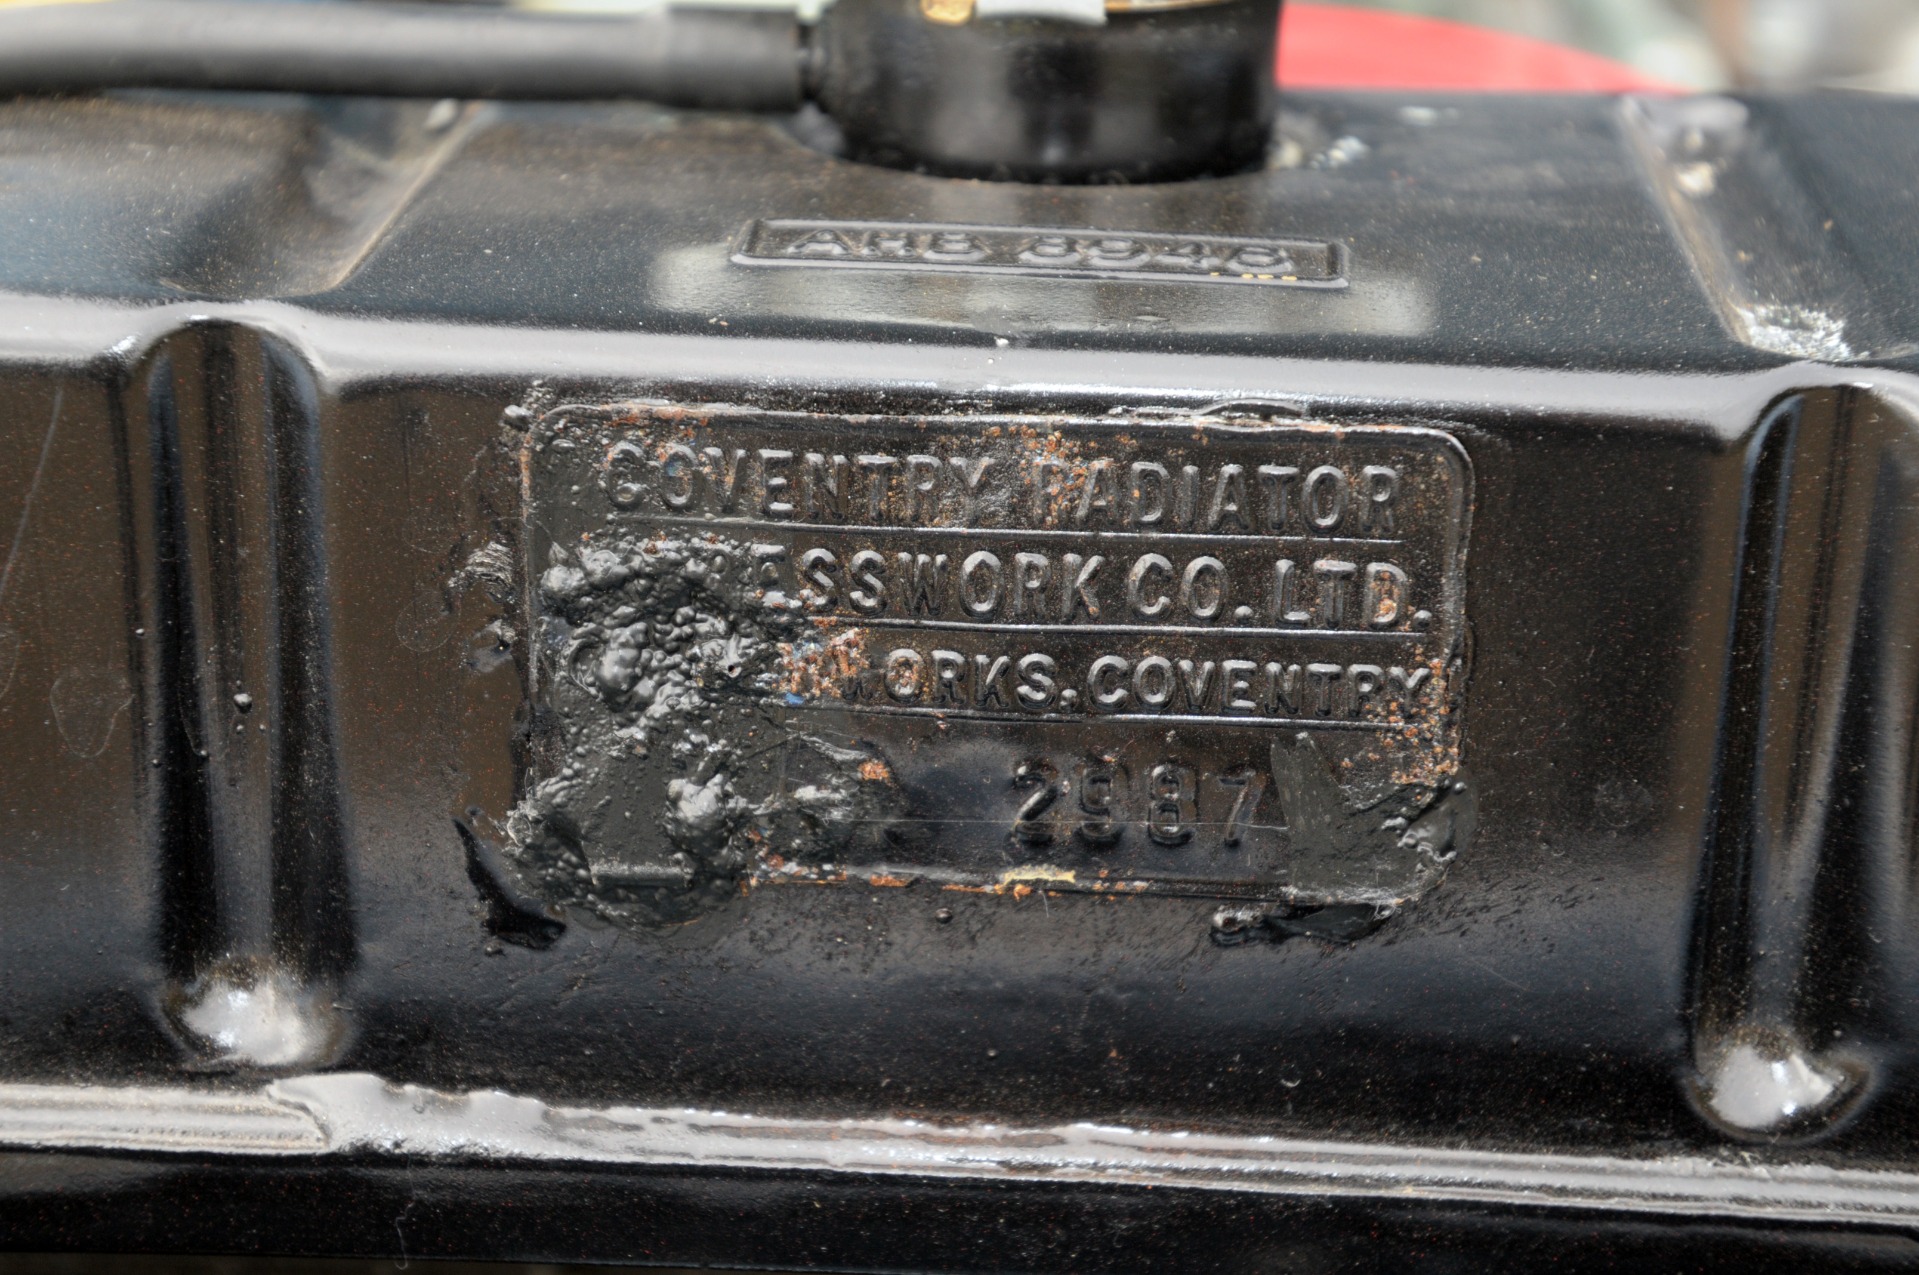 AHB 8948
COVENTRY RADIATOR
ESSWORK CO. LTD.
WORKS. COVENTRY
2987